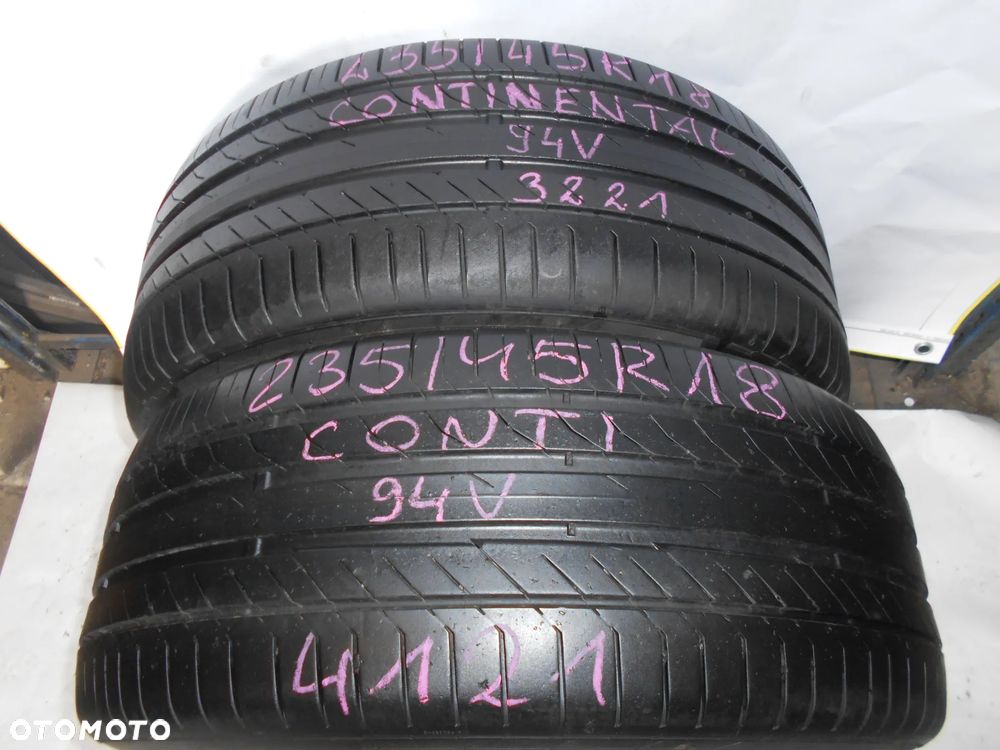 235/45R18
CONTINENTAL
94V
3221
235/45R18
CONTI
94V
4121
OTOMOTO